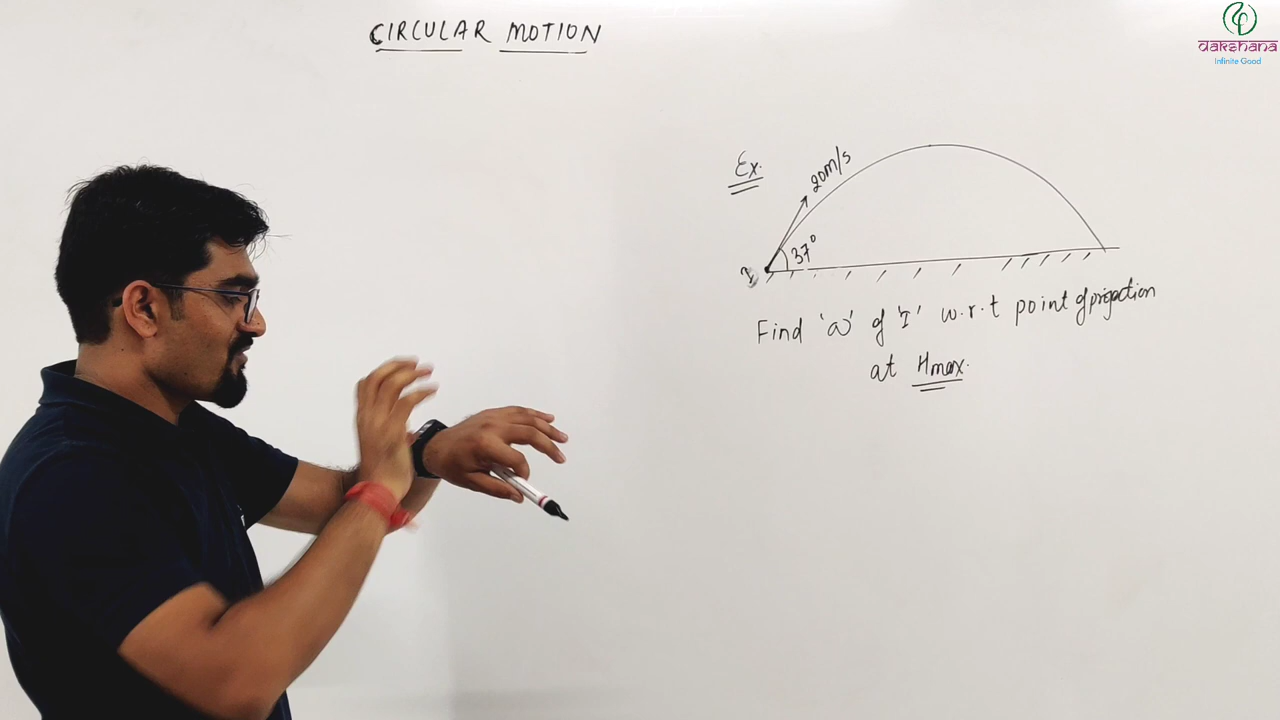 CIRCULAR MOTION
dakshana
Infinite Good
Ex.
20m/s
37°
I
Find 'ω' of 'I' w.r.t point of projection
at Hmax.